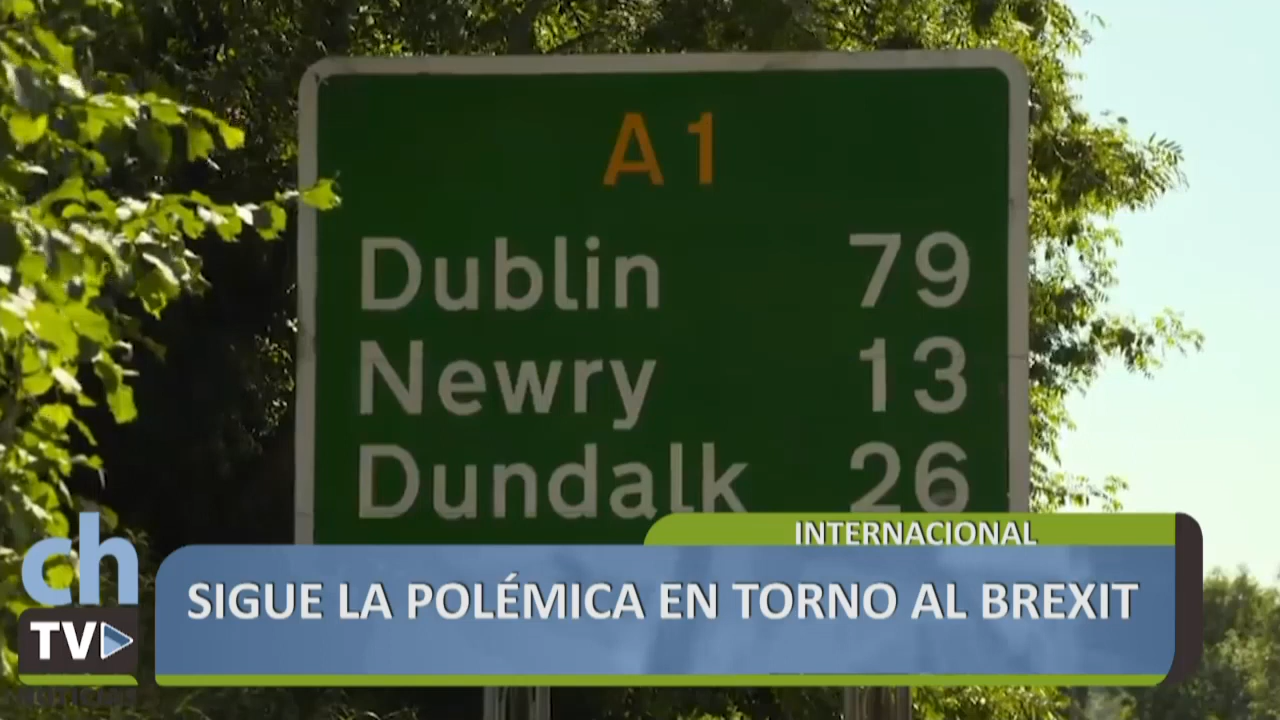 A1
Dublin 79
Newry 13
Dundalk 26
INTERNACIONAL
SIGUE LA POLÉMICA EN TORNO AL BREXIT
ch
TV